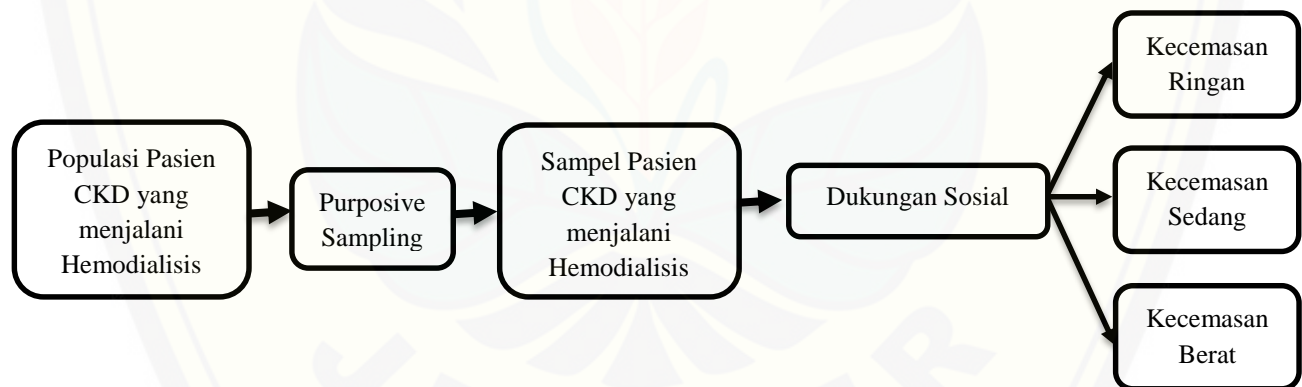 Populasi Pasien
CKD yang
menjalani
Hemodialisis
Purposive
Sampling
Sampel Pasien
CKD yang
menjalani
Hemodialisis
Dukungan Sosial
Kecemasan
Ringan
Kecemasan
Sedang
Kecemasan
Berat